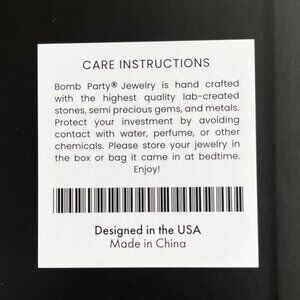 CARE INSTRUCTIONS
Bomb Party® Jewelry is hand crafted
with the highest quality lab-created
stones, semi precious gems, and metals.
Protect your investment by avoiding
contact with water, perfume, or other
chemicals. Please store your jewelry in
the box or bag it came in at bedtime.
Enjoy!
Designed in the USA
Made in China